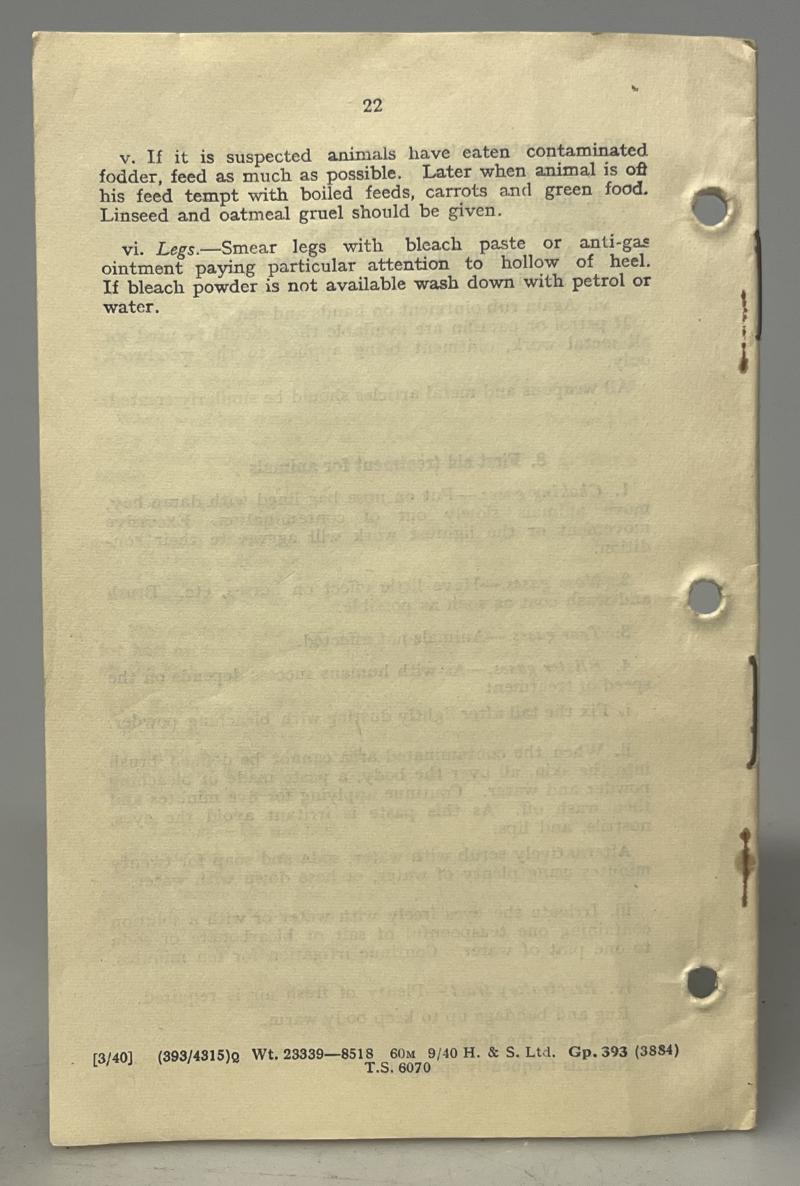 22
v. If it is suspected animals have eaten contaminated
fodder, feed as much as possible. Later when animal is off
his feed tempt with boiled feeds, carrots and green food.
Linseed and oatmeal gruel should be given.
vi. Legs.—Smear legs with bleach paste or anti-gas
ointment paying particular attention to hollow of heel.
If bleach powder is not available wash down with petrol or
water.
[3/40] (393/4315)Q Wt. 23339—8518 60M 9/40 H. & S. Ltd. Gp. 393 (3884)
T.S. 6070